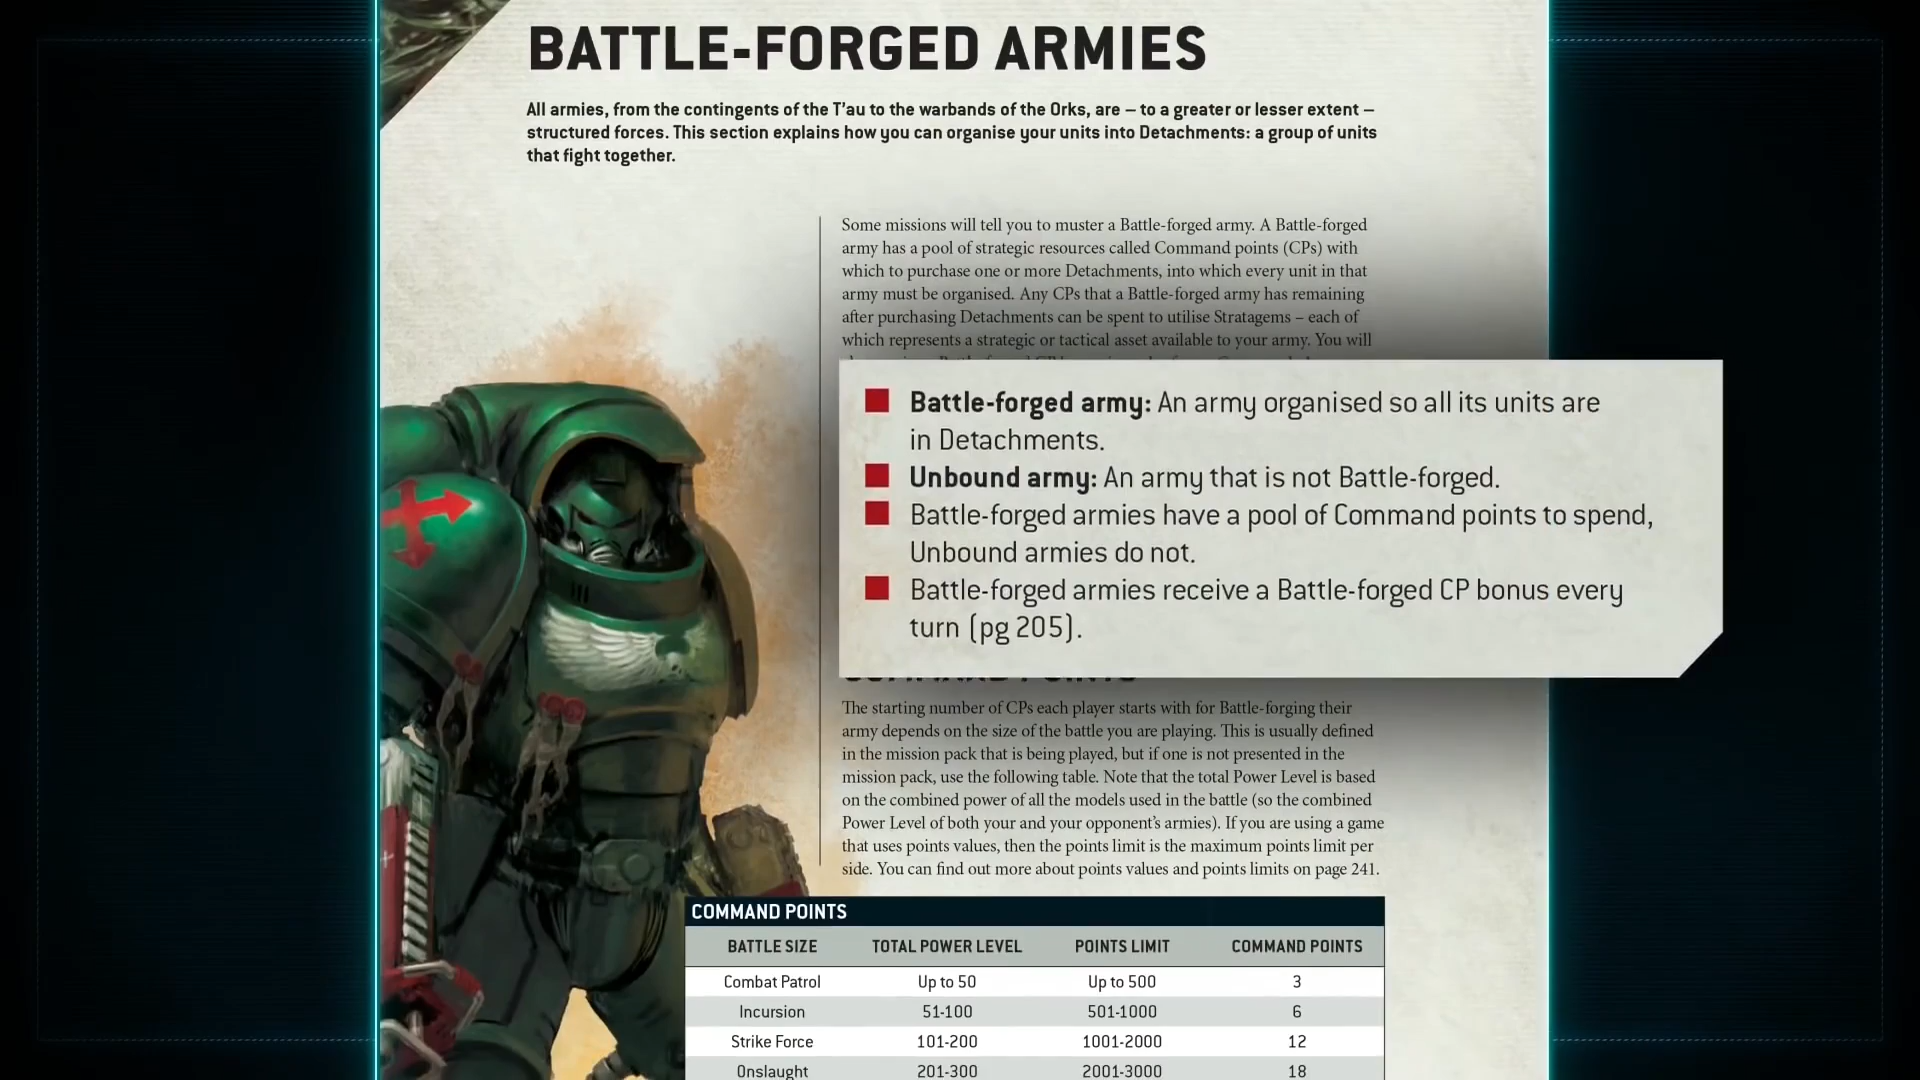 BATTLE-FORGED ARMIES
All armies, from the contingents of the T'au to the warbands of the Orks, are – to a greater or lesser extent –
structured forces. This section explains how you can organise your units into Detachments: a group of units
that fight together.
Some missions will tell you to muster a Battle-forged army. A Battle-forged
army has a pool of strategic resources called Command points (CPs) with
which to purchase one or more Detachments, into which every unit in that
army must be organised. Any CPs that a Battle-forged army has remaining
after purchasing Detachments can be spent to utilise Stratagems – each of
which represents a strategic or tactical asset available to your army. You will
Battle-forged army: An army organised so all its units are
in Detachments.
Unbound army: An army that is not Battle-forged.
Battle-forged armies have a pool of Command points to spend,
Unbound armies do not.
Battle-forged armies receive a Battle-forged CP bonus every
turn (pg 205).
The starting number of CPs each player starts with for Battle-forging their
army depends on the size of the battle you are playing. This is usually defined
in the mission pack that is being played, but if one is not presented in the
mission pack, use the following table. Note that the total Power Level is based
on the combined power of all the models used in the battle (so the combined
Power Level of both your and your opponent's armies). If you are using a game
that uses points values, then the points limit is the maximum points limit per
side. You can find out more about points values and points limits on page 241.
COMMAND POINTS
BATTLE SIZE TOTAL POWER LEVEL POINTS LIMIT COMMAND POINTS
Combat Patrol Up to 50 Up to 500 3
Incursion 51-100 501-1000 6
Strike Force 101-200 1001-2000 12
Onslaught 201-300 2001-3000 18